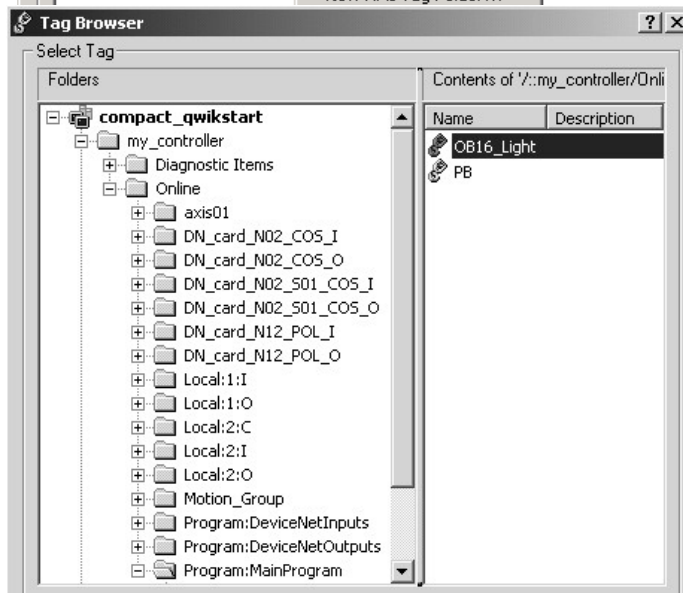 Tag Browser
Select Tag
Folders
Contents of '/::my_controller/Onli
compact_qwikstart
my_controller
Diagnostic Items
Online
axis01
DN_card_N02_COS_I
DN_card_N02_COS_O
DN_card_N02_S01_COS_I
DN_card_N02_S01_COS_O
DN_card_N12_POL_I
DN_card_N12_POL_O
Local:1:I
Local:1:O
Local:2:C
Local:2:I
Local:2:O
Motion_Group
Program:DeviceNetInputs
Program:DeviceNetOutputs
Program:MainProgram
Name Description
OB16_Light
PB